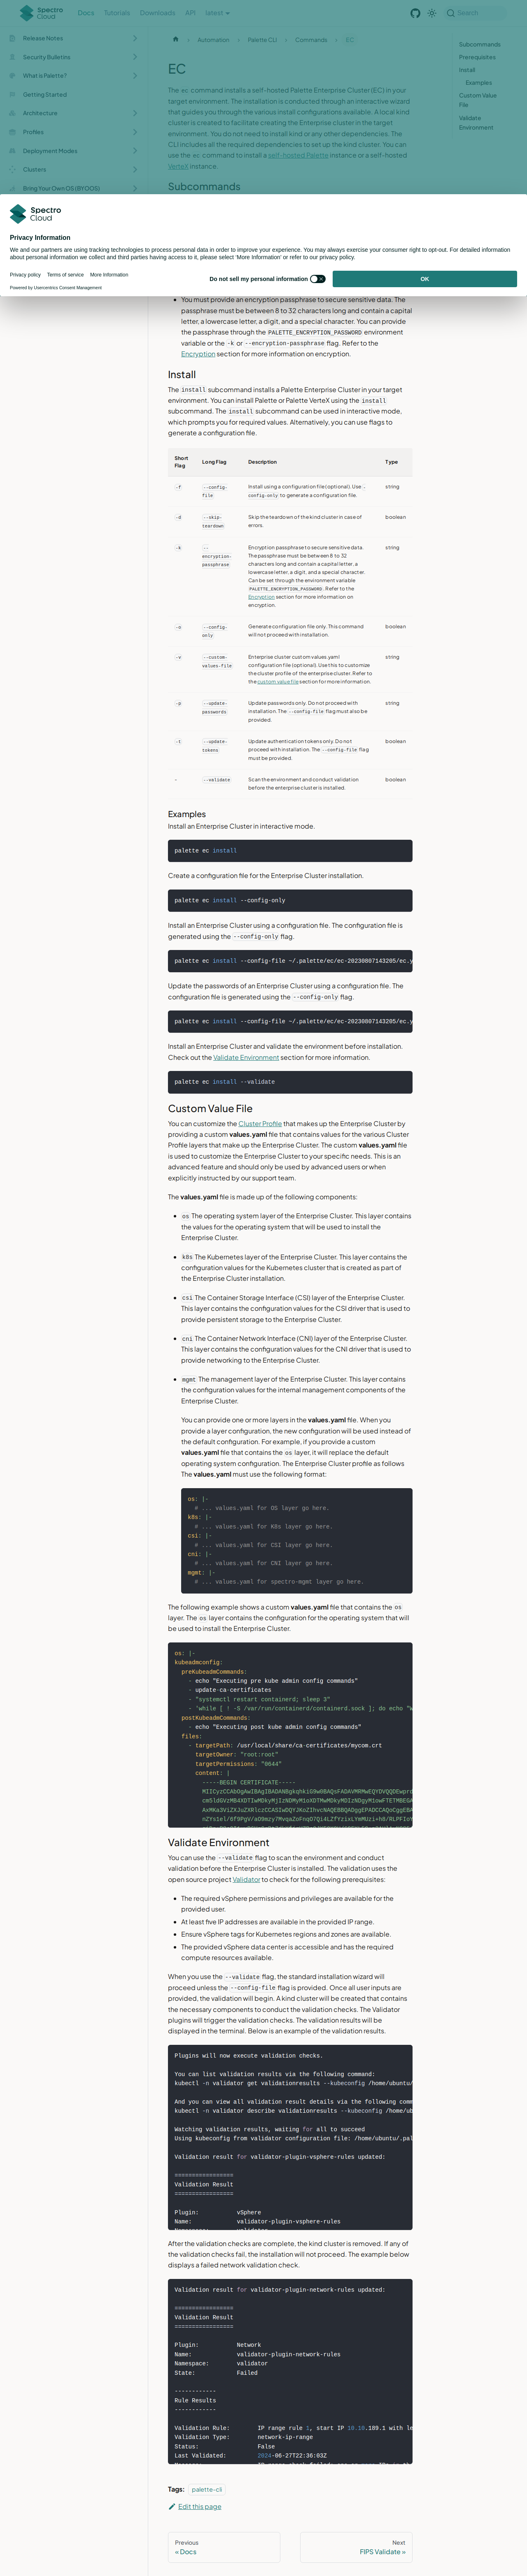 Spectro Cloud
Docs
Tutorials
Downloads
API
latest
Search
Release Notes
Security Bulletins
What is Palette?
Getting Started
Architecture
Profiles
Deployment Modes
Clusters
Bring Your Own OS (BYOOS)
Automation
Palette CLI
Commands
EC
Subcommands
Prerequisites
Install
Examples
Custom Value
File
Validate
Environment
EC
The ec command installs a self-hosted Palette Enterprise Cluster (EC) in your target
environment. The installation is conducted through an interactive wizard
that guides you through the various install configurations available. A local kind
cluster is created to facilitate creating the Enterprise cluster in the target
environment. You do not need to install kind or any other dependencies. The
CLI includes all the required dependencies to set up the kind cluster. You can
use the ec command to install a self-hosted Palette instance or a self-hosted
VerteX instance.
Subcommands
Spectro Cloud
Privacy Information
We and our partners are using tracking technologies to process personal data in order to improve your experience. You may always exercise your consumer right to opt-out. For detailed information
about personal information we collect and third parties having access to it, please select 'More Information' or refer to our privacy policy.
Privacy policy
Terms of service
More Information
Powered by Usercentrics Consent Management
Do not sell my personal information
OK
You must provide an encryption passphrase to secure sensitive data. The
passphrase must be between 8 to 32 characters long and contain a capital
letter, a lowercase letter, a digit, and a special character. You can provide
the passphrase through the PALETTE_ENCRYPTION_PASSWORD environment
variable or the -k or --encryption-passphrase flag. Refer to the
Encryption section for more information on encryption.
Install
The install subcommand installs a Palette Enterprise Cluster in your target
environment. You can install Palette or Palette VerteX using the install
subcommand. The install subcommand can be used in interactive mode,
which prompts you for required values. Alternatively, you can use flags to
generate a configuration file.
Short
Flag
Long Flag
Description
Type
-f
--config-
file
Install using a configuration file (optional). Use -
config-only to generate a configuration file.
string
-d
--skip-
teardown
Skip the teardown of the kind cluster in case of
errors.
boolean
-k
--
encryption-
passphrase
Encryption passphrase to secure sensitive data.
The passphrase must be between 8 to 32
characters long and contain a capital letter, a
lowercase letter, a digit, and a special character.
Can be set through the environment variable
PALETTE_ENCRYPTION_PASSWORD. Refer to the
Encryption section for more information on
encryption.
string
-o
--config-
only
Generate configuration file only. This command
will not proceed with installation.
boolean
-v
--custom-
values-file
Enterprise cluster custom values.yaml
configuration file (optional). Use this to customize
the cluster profile of the enterprise cluster. Refer to
the custom value file section for more information.
string
-p
--update-
passwords
Update passwords only. Do not proceed with
installation. The --config-file flag must also be
provided.
string
-t
--update-
tokens
Update authentication tokens only. Do not
proceed with installation. The --config-file flag
must be provided.
boolean
-
--validate
Scan the environment and conduct validation
before the enterprise cluster is installed.
boolean
Examples
Install an Enterprise Cluster in interactive mode.
palette ec install
Create a configuration file for the Enterprise Cluster installation.
palette ec install --config-only
Install an Enterprise Cluster using a configuration file. The configuration file is
generated using the --config-only flag.
palette ec install --config-file ~/.palette/ec/ec-20230807143205/ec.y
Update the passwords of an Enterprise Cluster using a configuration file. The
configuration file is generated using the --config-only flag.
palette ec install --config-file ~/.palette/ec/ec-20230807143205/ec.y
Install an Enterprise Cluster and validate the environment before installation.
Check out the Validate Environment section for more information.
palette ec install --validate
Custom Value File
You can customize the Cluster Profile that makes up the Enterprise Cluster by
providing a custom values.yaml file that contains values for the various Cluster
Profile layers that make up the Enterprise Cluster. The custom values.yaml file
is used to customize the Enterprise Cluster to your specific needs. This is an
advanced feature and should only be used by advanced users or when
explicitly instructed by our support team.
The values.yaml file is made up of the following components:
os The operating system layer of the Enterprise Cluster. This layer contains
the values for the operating system that will be used to install the
Enterprise Cluster.
k8s The Kubernetes layer of the Enterprise Cluster. This layer contains the
configuration values for the Kubernetes cluster that is created as part of
the Enterprise Cluster installation.
csi The Container Storage Interface (CSI) layer of the Enterprise Cluster.
This layer contains the configuration values for the CSI driver that is used to
provide persistent storage to the Enterprise Cluster.
cni The Container Network Interface (CNI) layer of the Enterprise Cluster.
This layer contains the configuration values for the CNI driver that is used to
provide networking to the Enterprise Cluster.
mgmt The management layer of the Enterprise Cluster. This layer contains
the configuration values for the internal management components of the
Enterprise Cluster.
You can provide one or more layers in the values.yaml file. When you
provide a layer configuration, the new configuration will be used instead of
the default configuration. For example, if you provide a custom
values.yaml file that contains the os layer, it will replace the default
operating system configuration. The Enterprise Cluster profile as follows
The values.yaml must use the following format:
os: |-
# ... values.yaml for OS layer go here.
k8s: |-
# ... values.yaml for K8s layer go here.
csi: |-
# ... values.yaml for CSI layer go here.
cni: |-
# ... values.yaml for CNI layer go here.
mgmt: |-
# ... values.yaml for spectro-mgmt layer go here.
The following example shows a custom values.yaml file that contains the os
layer. The os layer contains the configuration for the operating system that will
be used to install the Enterprise Cluster.
os: |-
kubeadmconfig:
preKubeadmCommands:
- echo "Executing pre kube admin config commands"
- update-ca-certificates
- "systemctl restart containerd; sleep 3"
- 'while [ ! -S /var/run/containerd/containerd.sock ]; do echo "W
postKubeadmCommands:
- echo "Executing post kube admin config commands"
files:
- targetPath: /usr/local/share/ca-certificates/mycom.crt
targetOwner: "root:root"
targetPermissions: "0644"
content: |
-----BEGIN CERTIFICATE-----
Validate Environment
You can use the --validate flag to scan the environment and conduct
validation before the Enterprise Cluster is installed. The validation uses the
open source project Validator to check for the following prerequisites:
The required vSphere permissions and privileges are available for the
provided user.
At least five IP addresses are available in the provided IP range.
Ensure vSphere tags for Kubernetes regions and zones are available.
The provided vSphere data center is accessible and has the required
compute resources available.
When you use the --validate flag, the standard installation wizard will
proceed unless the --config-file flag is provided. Once all user inputs are
provided, the validation will begin. A kind cluster will be created that contains
the necessary components to conduct the validation checks. The Validator
plugins will trigger the validation checks. The validation results will be
displayed in the terminal. Below is an example of the validation results.
Plugins will now execute validation checks.
You can list validation results via the following command:
kubectl -n validator get validationresults --kubeconfig /home/ubuntu/
And you can view all validation result details via the following comm
kubectl -n validator describe validationresults --kubeconfig /home/ub
Watching validation results, waiting for all to succeed
Using kubeconfig from validator configuration file: /home/ubuntu/.pal
Validation result for validator-plugin-vsphere-rules updated:
=================
Validation Result
=================
Plugin: vSphere
Name: validator-plugin-vsphere-rules
After the validation checks are complete, the kind cluster is removed. If any of
the validation checks fail, the installation will not proceed. The example below
displays a failed network validation check.
Validation result for validator-plugin-network-rules updated:
=================
Validation Result
=================
Plugin: Network
Name: validator-plugin-network-rules
Namespace: validator
State: Failed
------------
Rule Results
------------
Validation Rule: IP range rule 1, start IP 10.10.189.1 with le
Validation Type: network-ip-range
Status: False
Last Validated: 2024-06-27T22:36:03Z
Tags:
palette-cli
Edit this page
Previous
« Docs
Next
FIPS Validate »